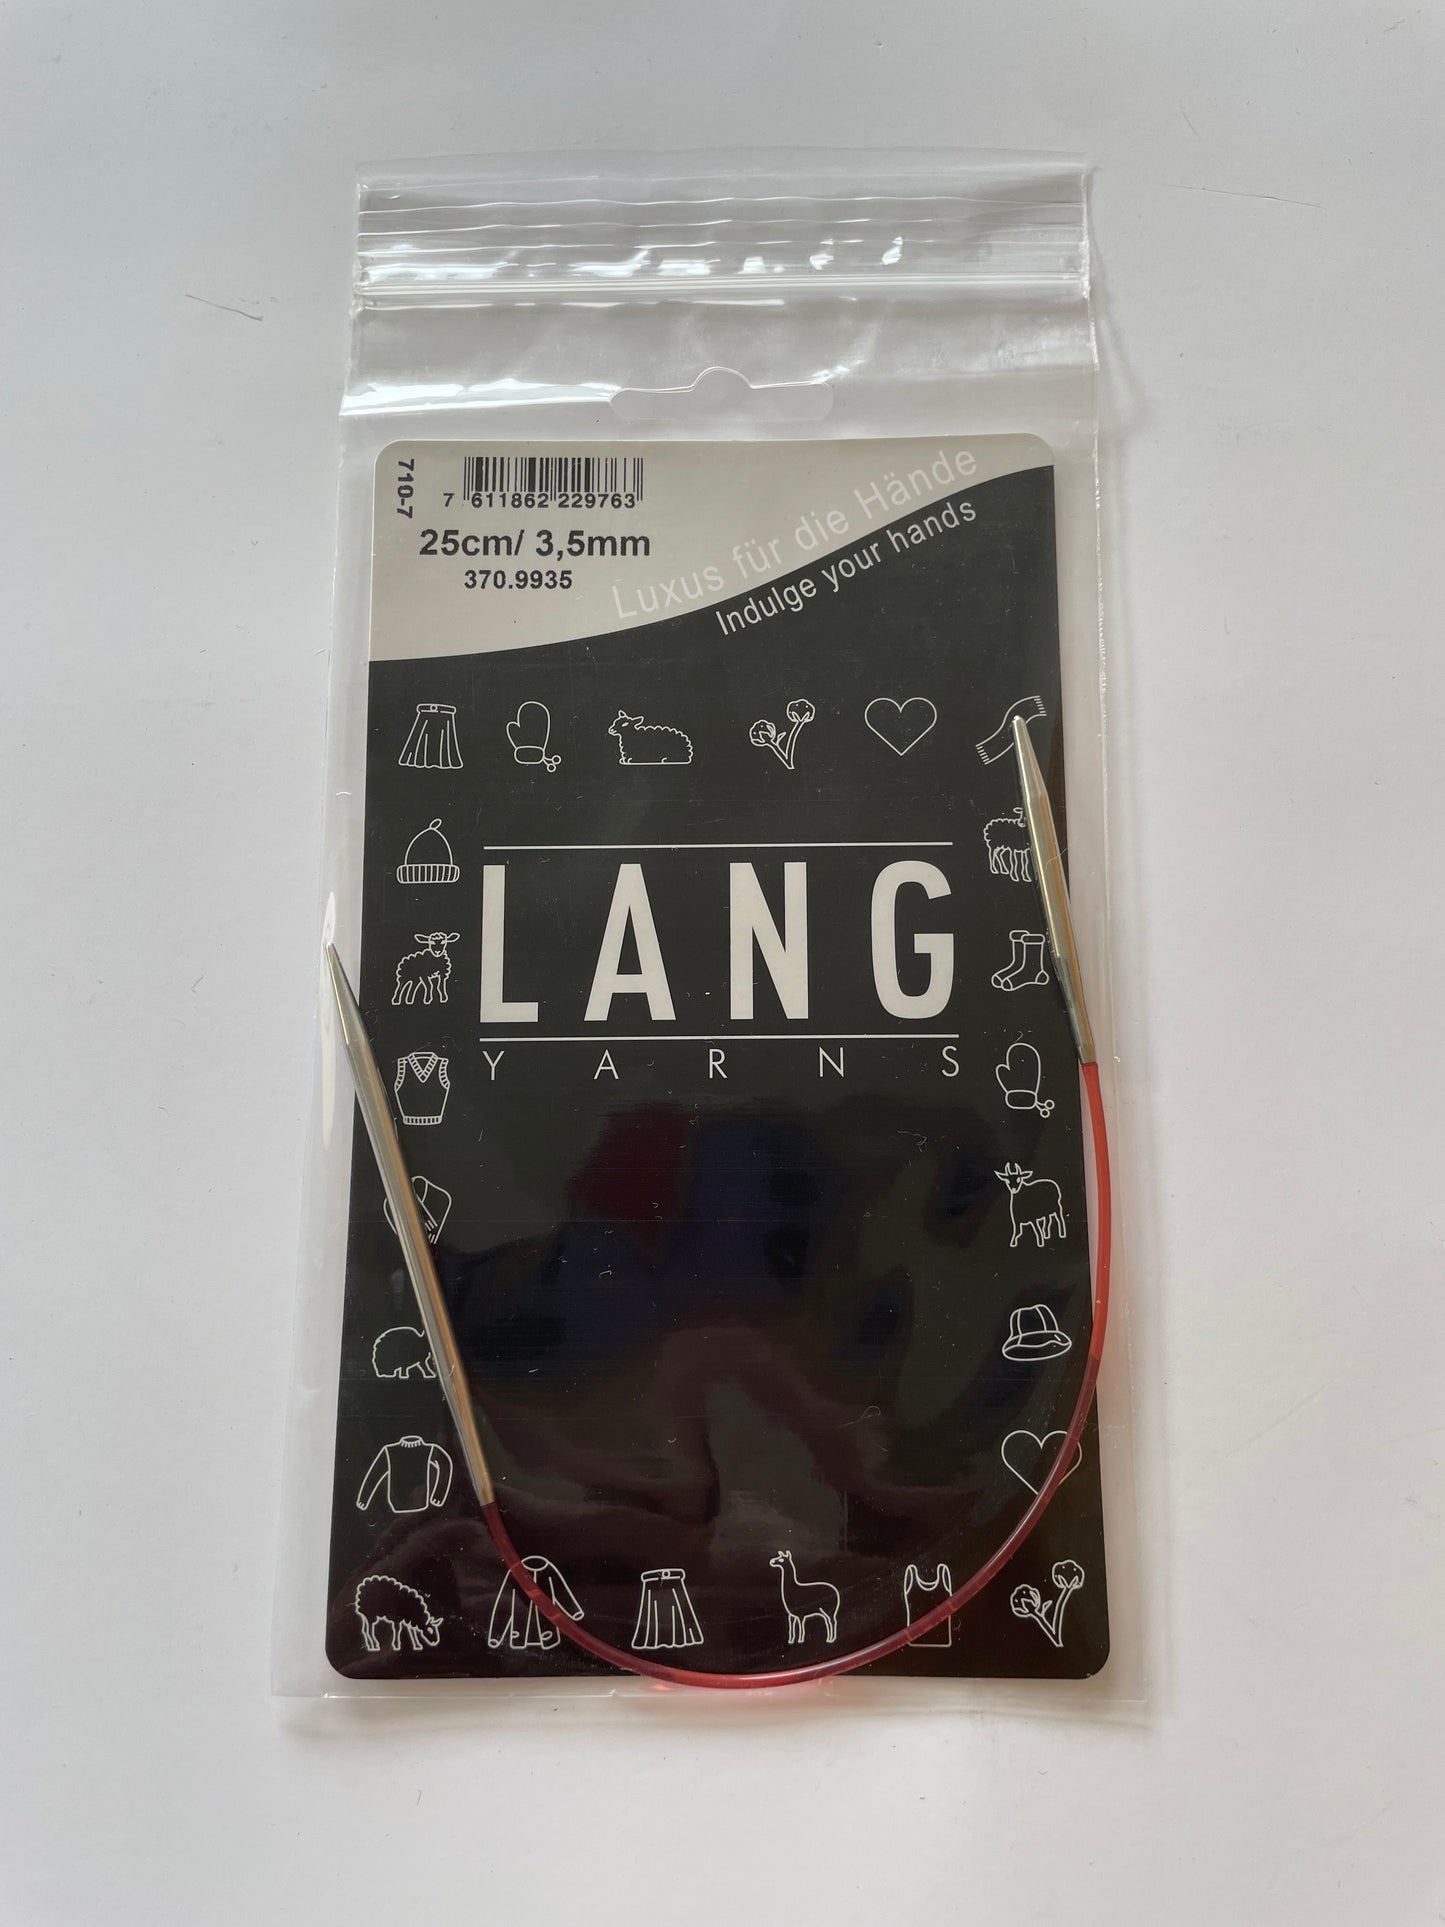 710-7
7 611862 229763
25cm/ 3,5mm
370.9935
Luxus für die Hände
Indulge your hands
LANG
YARNS